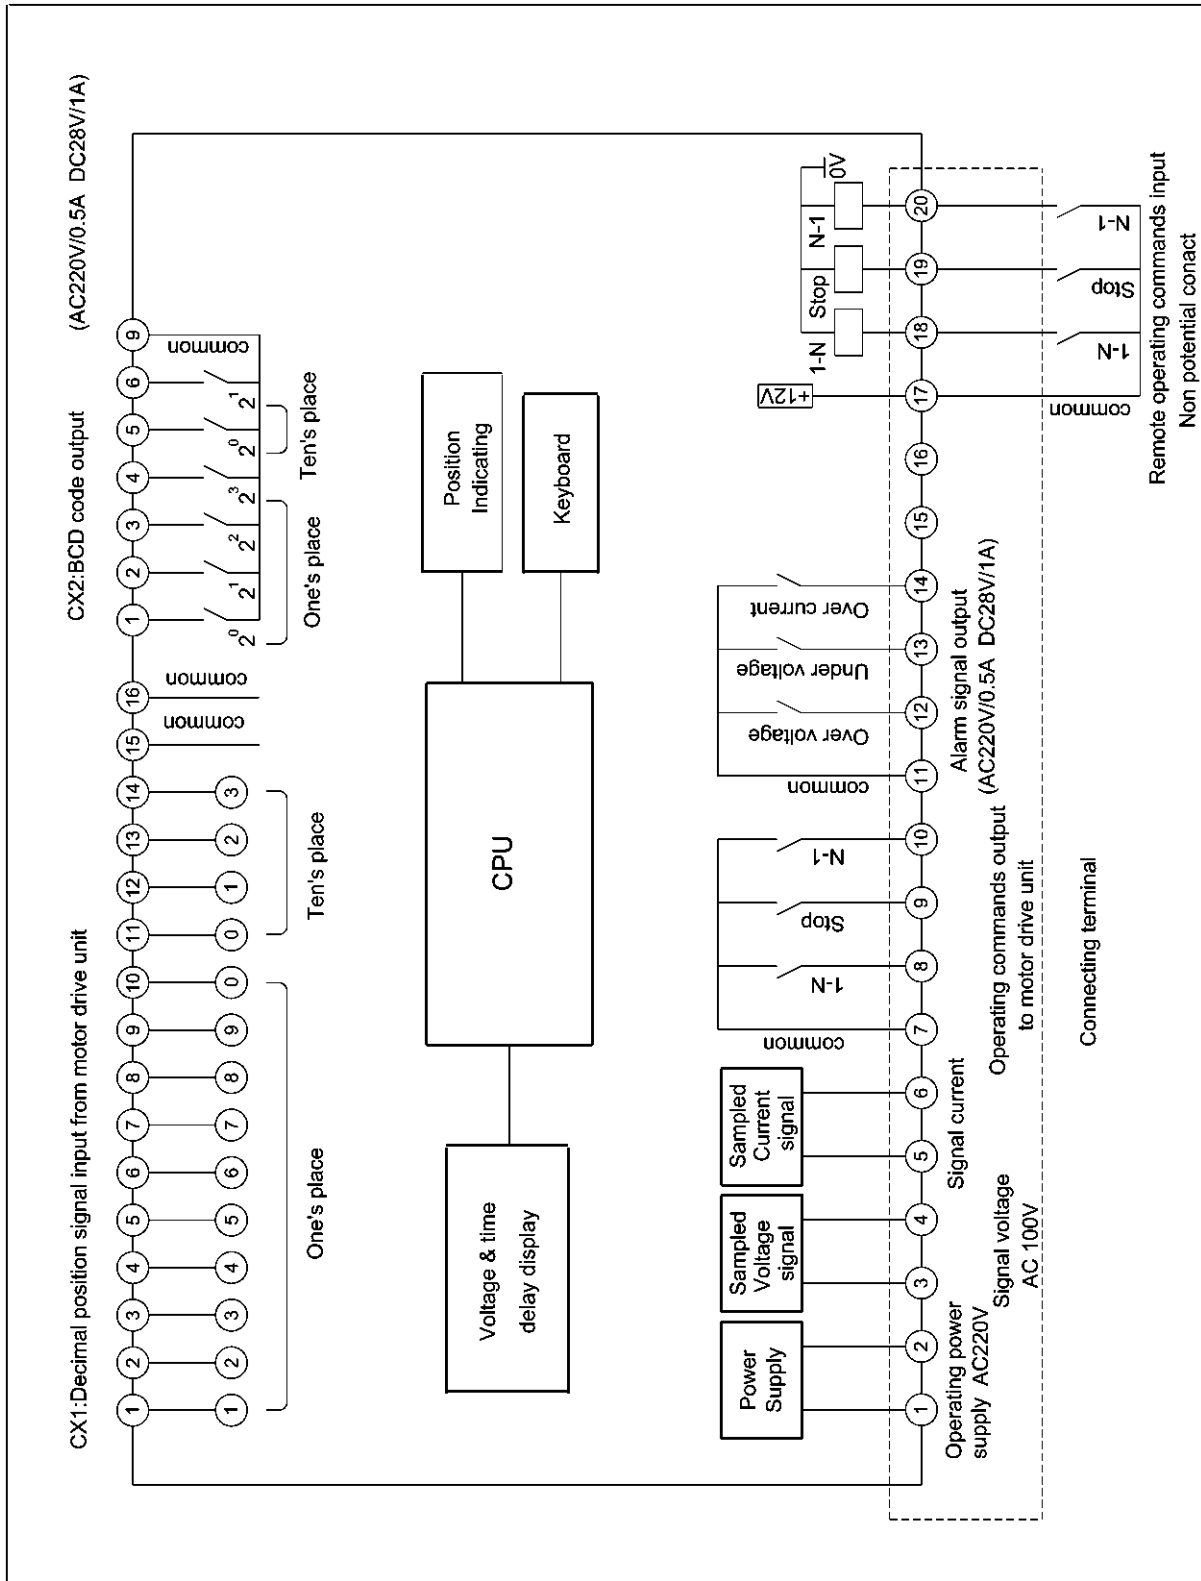 CX1:Decimal position signal input from motor drive unit
CX2:BCD code output
(AC220V/0.5A DC28V/1A)
1 2 3 4 5 6 7 8 9 10 11 12 13 14 15 16
1 2 3 4 5 6 9
1 2 3 4 5 6 7 8 9 0 0 1 2 3
common
common
2⁰ 2¹ 2² 2³ 2⁰ 2¹
common
One's place
Ten's place
One's place
Ten's place
Voltage & time
delay display
CPU
Position
Indicating
Keyboard
Power
Supply
Sampled
Voltage
signal
Sampled
Current
signal
common
1-N
Stop
N-1
common
Over voltage
Under voltage
Over current
+12V
1-N
Stop
N-1
0V
1 2 3 4 5 6 7 8 9 10 11 12 13 14 15 16 17 18 19 20
Operating power
supply AC220V
Signal voltage
AC 100V
Signal current
Operating commands output
to motor drive unit
Alarm signal output
(AC220V/0.5A DC28V/1A)
common
1-N
Stop
N-1
Connecting terminal
Remote operating commands input
Non potential conact